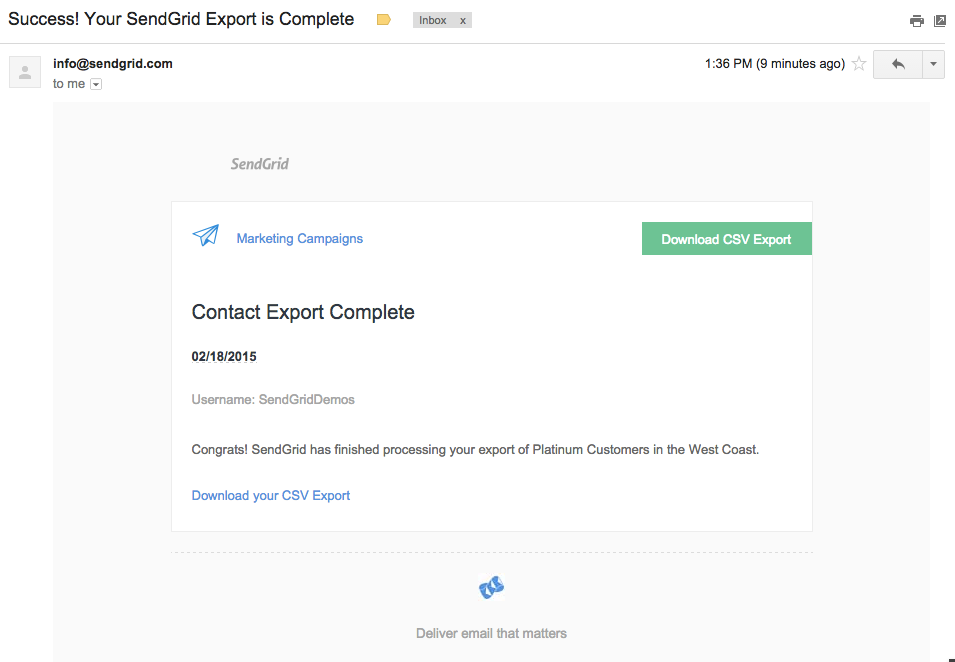 Success! Your SendGrid Export is Complete
Inbox x
info@sendgrid.com
1:36 PM (9 minutes ago)
to me
SendGrid
Marketing Campaigns
Download CSV Export
Contact Export Complete
02/18/2015
Username: SendGridDemos
Congrats! SendGrid has finished processing your export of Platinum Customers in the West Coast.
Download your CSV Export
Deliver email that matters